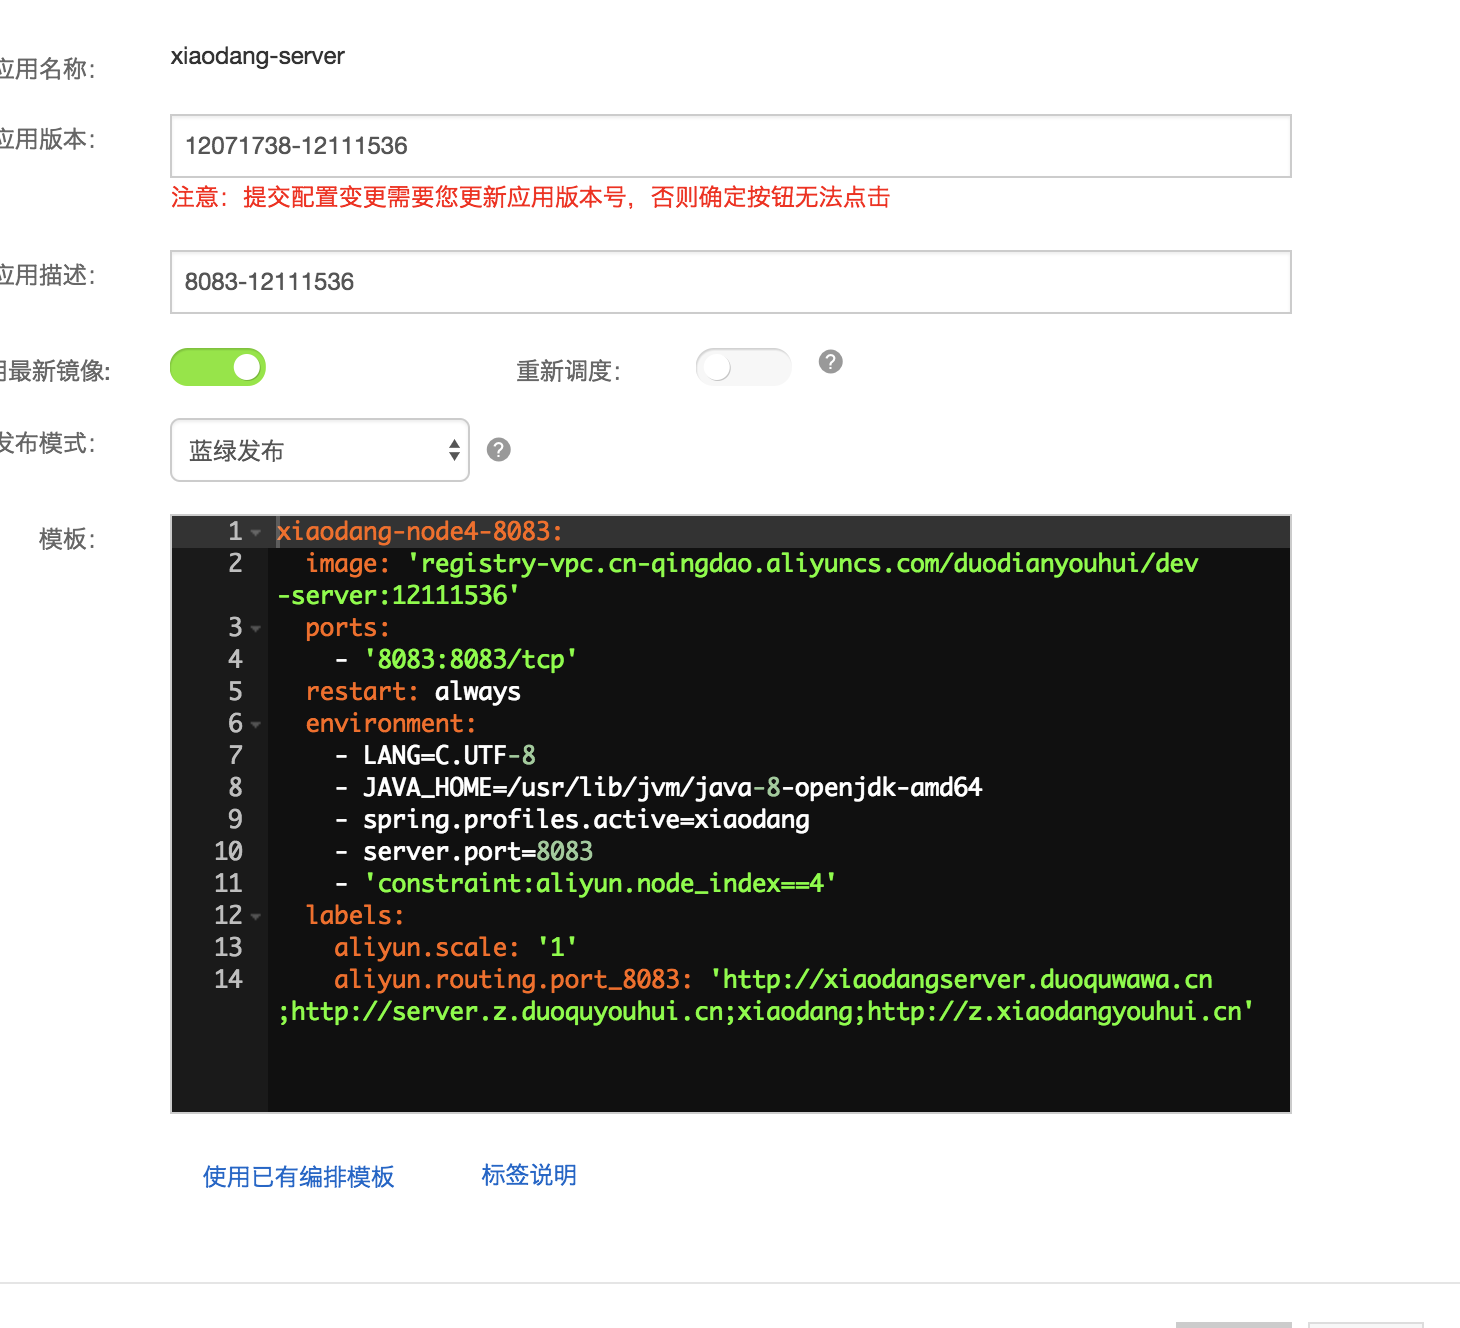 应用名称：
xiaodang-server
应用版本：
12071738-12111536
注意：提交配置变更需要您更新应用版本号，否则确定按钮无法点击
应用描述：
8083-12111536
最新镜像:
重新调度：
?
发布模式：
蓝绿发布
?
模板：
1 xiaodang-node4-8083:
2   image: 'registry-vpc.cn-qingdao.aliyuncs.com/duodianyouhui/dev
-server:12111536'
3   ports:
4     - '8083:8083/tcp'
5   restart: always
6   environment:
7     - LANG=C.UTF-8
8     - JAVA_HOME=/usr/lib/jvm/java-8-openjdk-amd64
9     - spring.profiles.active=xiaodang
10     - server.port=8083
11     - 'constraint:aliyun.node_index==4'
12   labels:
13     aliyun.scale: '1'
14     aliyun.routing.port_8083: 'http://xiaodangserver.duoquwawa.cn
;http://server.z.duoquyouhui.cn;xiaodang;http://z.xiaodangyouhui.cn'
使用已有编排模板
标签说明